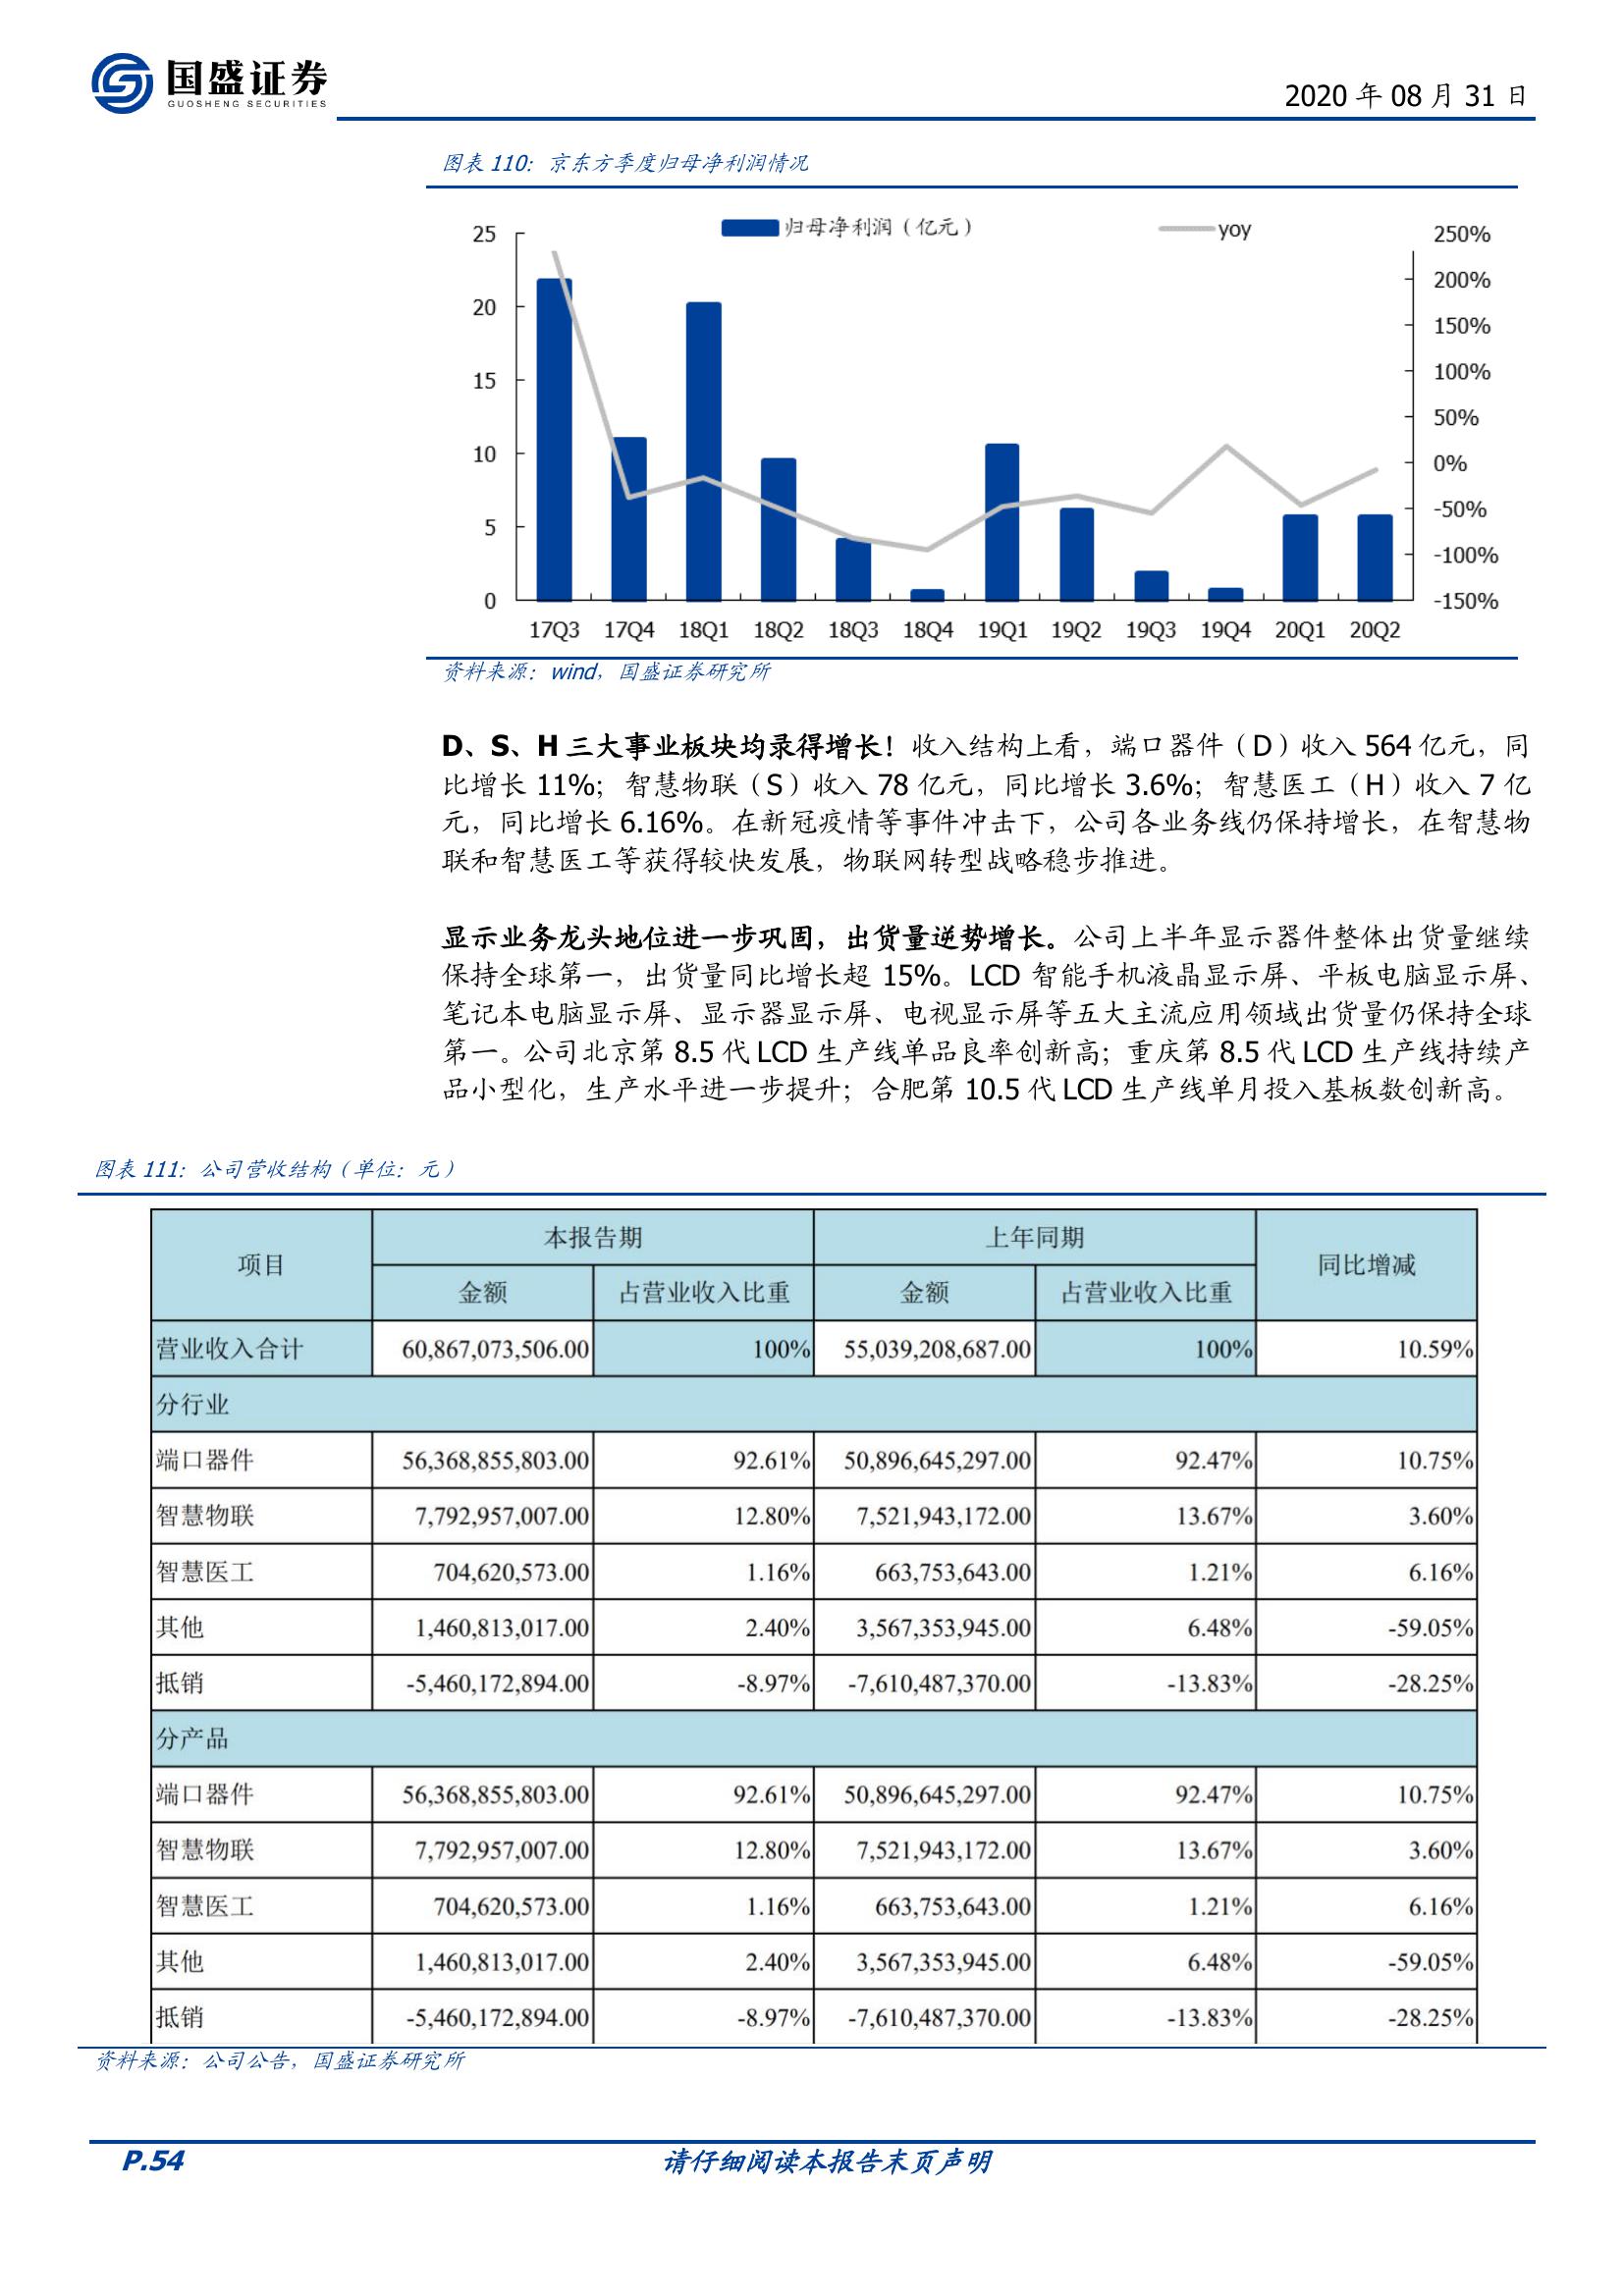 国盛证券
GUOSHENG SECURITIES
2020 年 08 月 31 日
图表 110：京东方季度归母净利润情况
归母净利润（亿元） yoy
25 250%
20 200%
15 150%
10 100%
5 50%
0 0%
-50%
-100%
-150%
17Q3 17Q4 18Q1 18Q2 18Q3 18Q4 19Q1 19Q2 19Q3 19Q4 20Q1 20Q2
资料来源：wind，国盛证券研究所
D、S、H 三大事业板块均录得增长！收入结构上看，端口器件（D）收入 564 亿元，同
比增长 11%；智慧物联（S）收入 78 亿元，同比增长 3.6%；智慧医工（H）收入 7 亿
元，同比增长 6.16%。在新冠疫情等事件冲击下，公司各业务线仍保持增长，在智慧物
联和智慧医工等获得较快发展，物联网转型战略稳步推进。
显示业务龙头地位进一步巩固，出货量逆势增长。公司上半年显示器件整体出货量继续
保持全球第一，出货量同比增长超 15%。LCD 智能手机液晶显示屏、平板电脑显示屏、
笔记本电脑显示屏、显示器显示屏、电视显示屏等五大主流应用领域出货量仍保持全球
第一。公司北京第 8.5 代 LCD 生产线单品良率创新高；重庆第 8.5 代 LCD 生产线持续产
品小型化，生产水平进一步提升；合肥第 10.5 代 LCD 生产线单月投入基板数创新高。
图表 111：公司营收结构（单位：元）
项目 本报告期 上年同期 同比增减
金额 占营业收入比重 金额 占营业收入比重
营业收入合计 60,867,073,506.00 100% 55,039,208,687.00 100% 10.59%
分行业
端口器件 56,368,855,803.00 92.61% 50,896,645,297.00 92.47% 10.75%
智慧物联 7,792,957,007.00 12.80% 7,521,943,172.00 13.67% 3.60%
智慧医工 704,620,573.00 1.16% 663,753,643.00 1.21% 6.16%
其他 1,460,813,017.00 2.40% 3,567,353,945.00 6.48% -59.05%
抵销 -5,460,172,894.00 -8.97% -7,610,487,370.00 -13.83% -28.25%
分产品
端口器件 56,368,855,803.00 92.61% 50,896,645,297.00 92.47% 10.75%
智慧物联 7,792,957,007.00 12.80% 7,521,943,172.00 13.67% 3.60%
智慧医工 704,620,573.00 1.16% 663,753,643.00 1.21% 6.16%
其他 1,460,813,017.00 2.40% 3,567,353,945.00 6.48% -59.05%
抵销 -5,460,172,894.00 -8.97% -7,610,487,370.00 -13.83% -28.25%
资料来源：公司公告，国盛证券研究所
P.54 请仔细阅读本报告末页声明